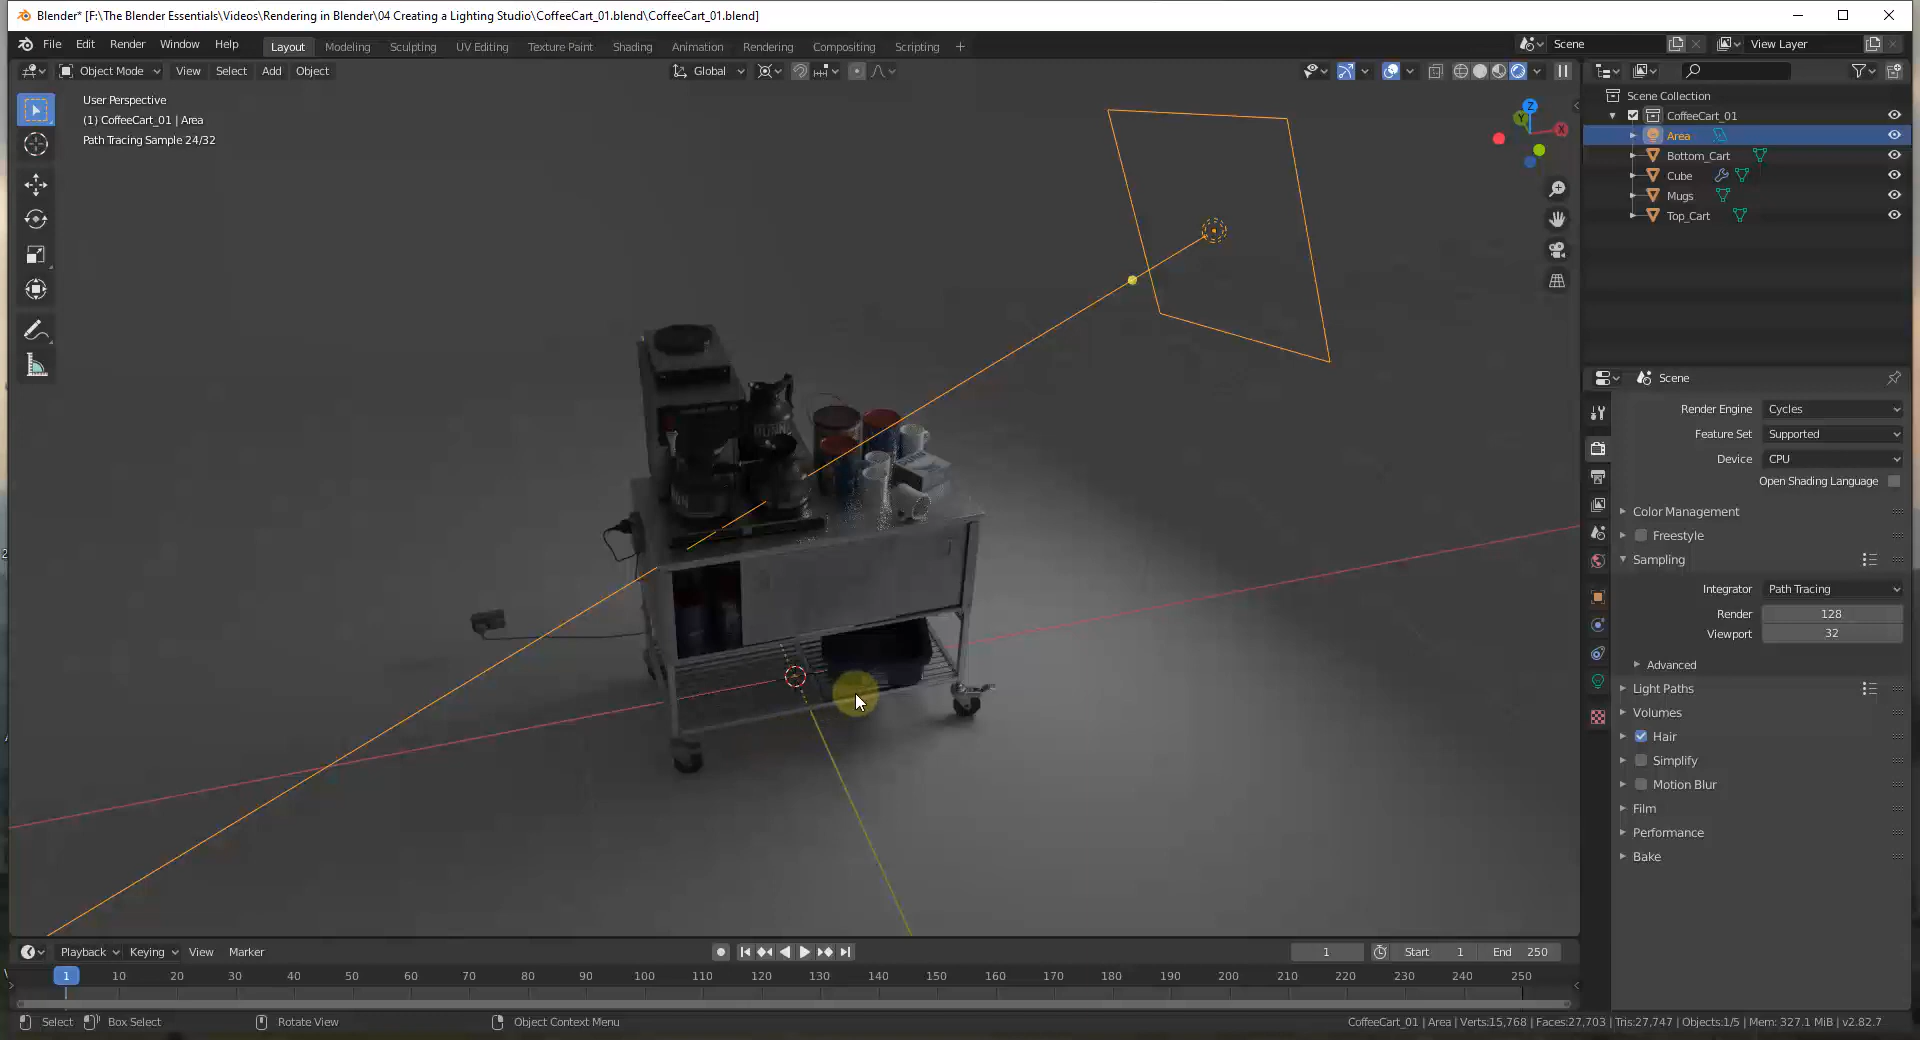 Blender* [F:\The Blender Essentials\Videos\Rendering in Blender\04 Creating a Lighting Studio\CoffeeCart_01.blend\CoffeeCart_01.blend]
File Edit Render Window Help Layout Modeling Sculpting UV Editing Texture Paint Shading Animation Rendering Compositing Scripting + Scene View Layer
Object Mode View Select Add Object Global
User Perspective
(1) CoffeeCart_01 | Area
Path Tracing Sample 24/32
Z
Y
X
Scene Collection
CoffeeCart_01
Area
Bottom_Cart
Cube
Mugs
Top_Cart
Scene
Render Engine Cycles
Feature Set Supported
Device CPU
Open Shading Language
Color Management
Freestyle
Sampling
Integrator Path Tracing
Render 128
Viewport 32
Advanced
Light Paths
Volumes
Hair
Simplify
Motion Blur
Film
Performance
Bake
Playback Keying View Marker 1 Start 1 End 250
1 10 20 30 40 50 60 70 80 90 100 110 120 130 140 150 160 170 180 190 200 210 220 230 240 250
Select Box Select Rotate View Object Context Menu CoffeeCart_01 | Area | Verts:15,768 | Faces:27,703 | Tris:27,747 | Objects:1/5 | Mem: 327.1 MiB | v2.82.7